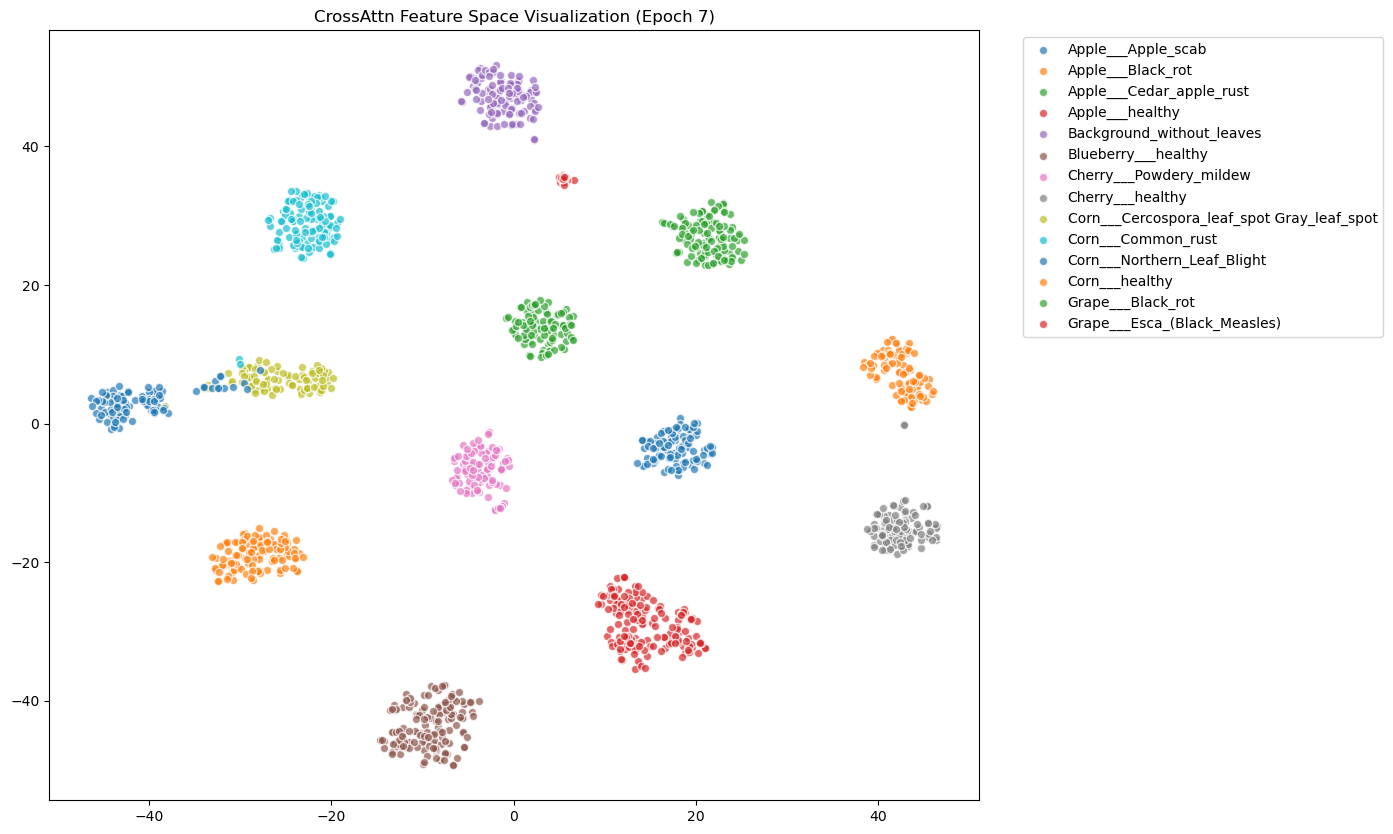 CrossAttn Feature Space Visualization (Epoch 7)
Apple___Apple_scab
Apple___Black_rot
Apple___Cedar_apple_rust
Apple___healthy
Background_without_leaves
Blueberry___healthy
Cherry___Powdery_mildew
Cherry___healthy
Corn___Cercospora_leaf_spot Gray_leaf_spot
Corn___Common_rust
Corn___Northern_Leaf_Blight
Corn___healthy
Grape___Black_rot
Grape___Esca_(Black_Measles)
40
20
0
−20
−40
−40 −20 0 20 40